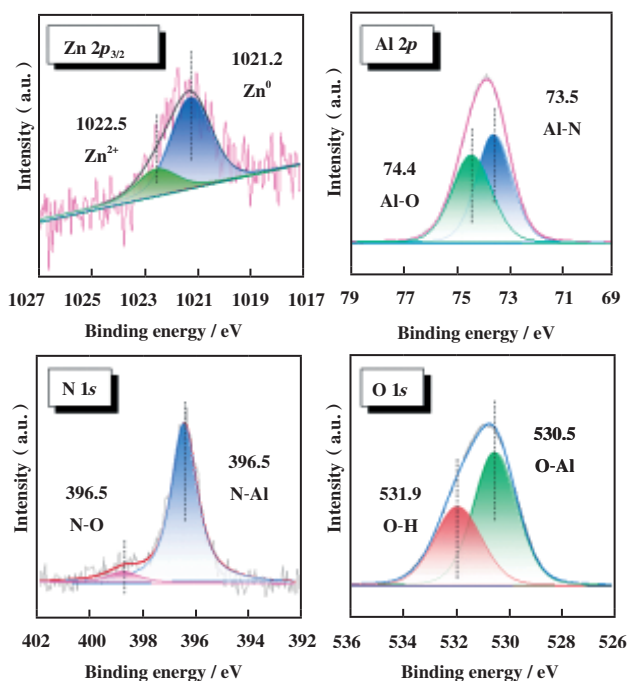 Zn 2p3/2
1021.2
Zn0
1022.5
Zn2+
Intensity ( a.u. )
1027 1025 1023 1021 1019 1017
Binding energy / eV
Al 2p
73.5
Al-N
74.4
Al-O
Intensity ( a.u. )
79 77 75 73 71 69
Binding energy / eV
N 1s
396.5
N-Al
396.5
N-O
Intensity (a.u.)
402 400 398 396 394 392
Binding energy / eV
O 1s
530.5
O-Al
531.9
O-H
Intensity (a.u.)
536 534 532 530 528 526
Binding energy / eV